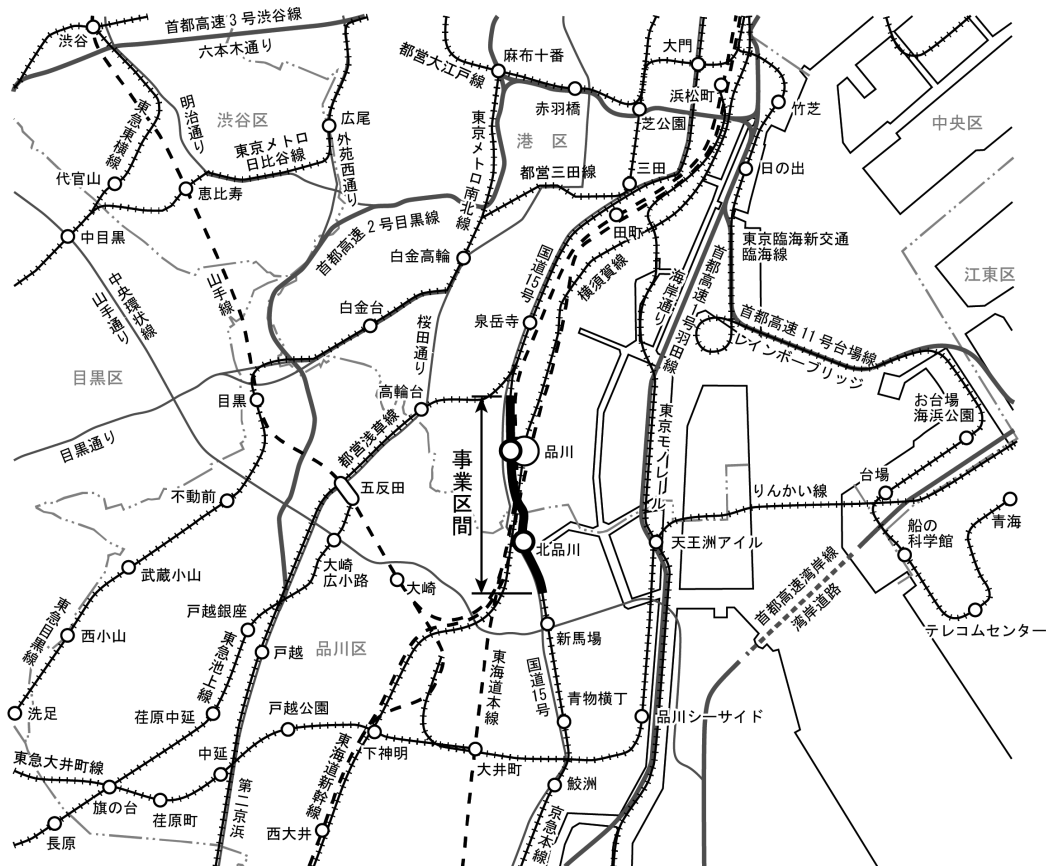 首都高速3号渋谷線
渋谷
六本木通り
都営大江戸線
麻布十番
大門
浜松町
竹芝
赤羽橋
芝公園
中央区
明治通り
渋谷区
広尾
東急東横線
東京メトロ
日比谷線
外苑西通り
東京メトロ南北線
港区
都営三田線
三田
日の出
代官山
恵比寿
中目黒
首都高速2号目黒線
田町
東京臨海新交通
臨海線
白金高輪
国道15号
横須賀線
海岸通り
首都高速1号羽田線
江東区
中央環状線
山手通り
山手線
白金台
泉岳寺
首都高速11号台場線
レインボーブリッジ
桜田通り
目黒区
目黒
高輪台
お台場
海浜公園
目黒通り
都営浅草線
事業区間
品川
東京モノレール
台場
りんかい線
不動前
五反田
青海
船の
科学館
北品川
天王洲アイル
大崎
広小路
大崎
武蔵小山
首都高速湾岸線
湾岸道路
戸越銀座
東急目黒線
西小山
東急池上線
戸越
品川区
新馬場
テレコムセンター
東海道本線
国道15号
洗足
荏原中延
戸越公園
青物横丁
品川シーサイド
中延
下神明
東急大井町線
大井町
東海道新幹線
鮫洲
旗の台
荏原町
第二京浜
西大井
京急本線
長原